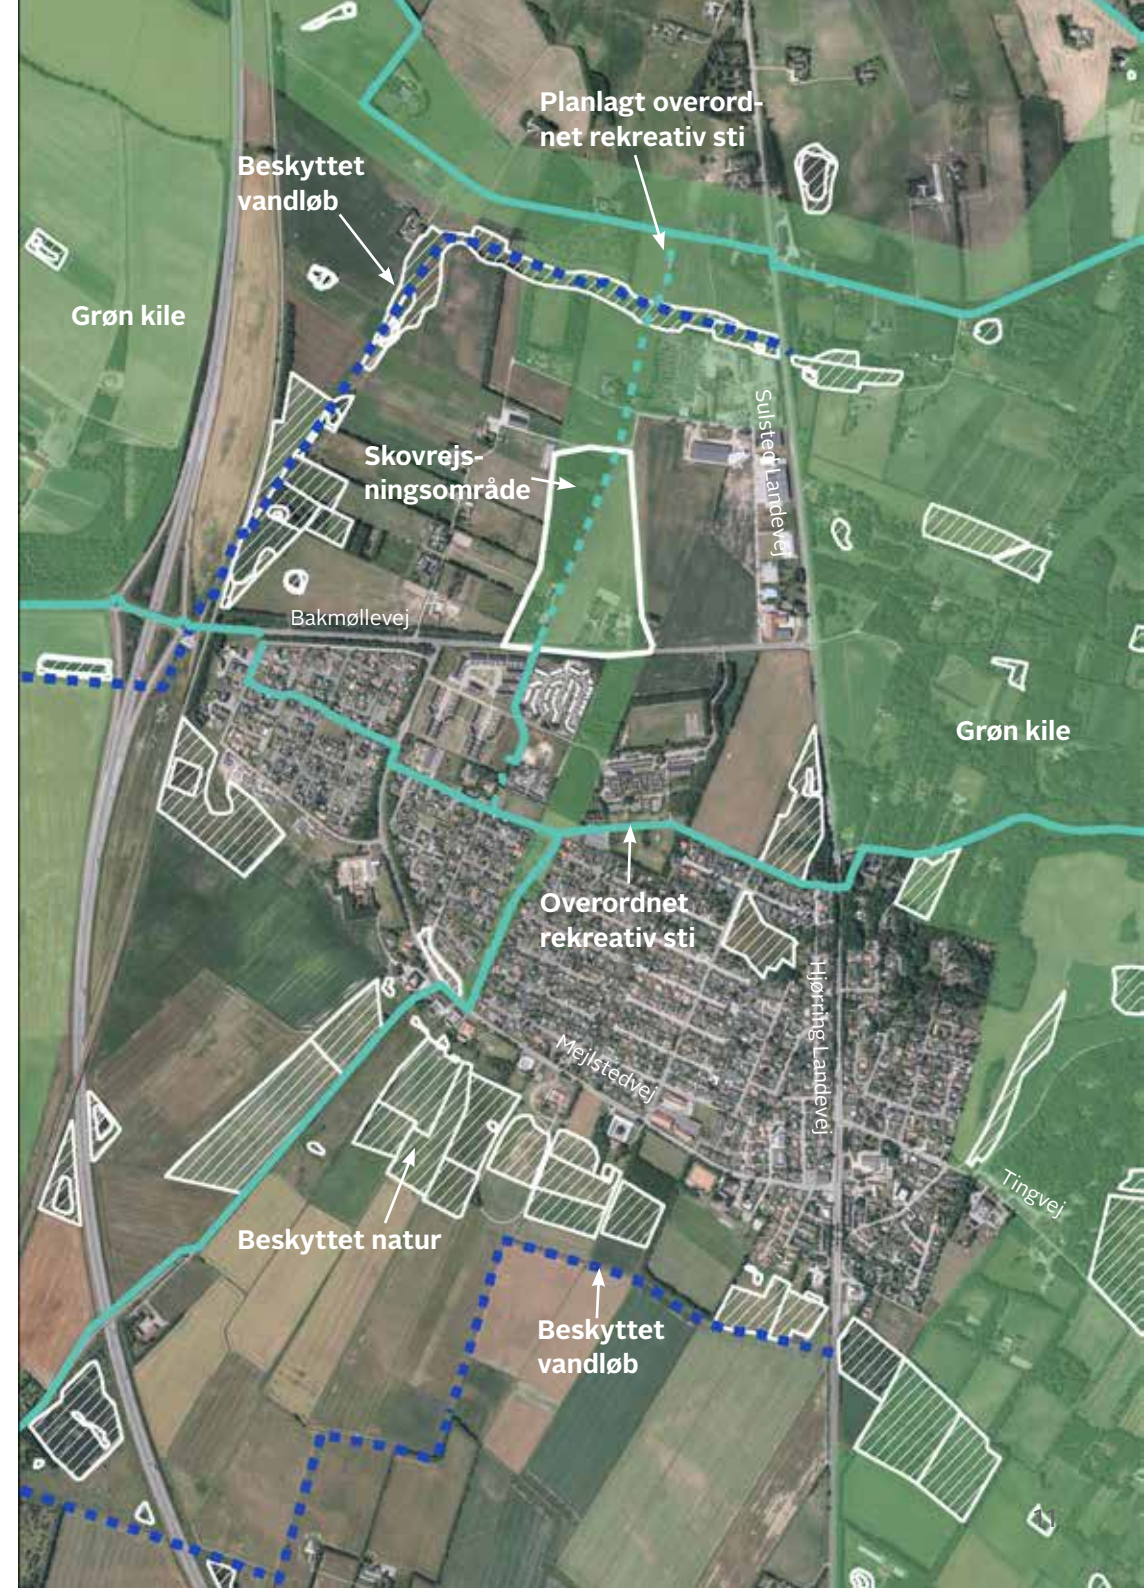 Planlagt overord-
net rekreativ sti
Beskyttet
vandløb
Grøn kile
Sulsted Landevej
Skovrejs-
ningsområde
Bakmøllevej
Grøn kile
Overordnet
rekreativ sti
Hjørring Landevej
Mejlstedvej
Tingvej
Beskyttet natur
Beskyttet
vandløb
11